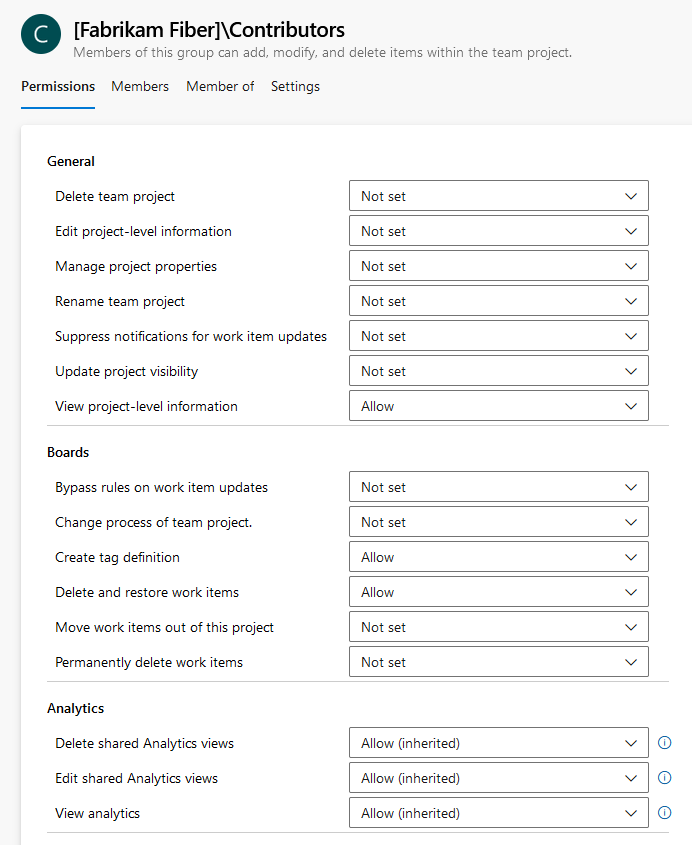 C
[Fabrikam Fiber]\Contributors
Members of this group can add, modify, and delete items within the team project.
Permissions Members Member of Settings
General
Delete team project Not set
Edit project-level information Not set
Manage project properties Not set
Rename team project Not set
Suppress notifications for work item updates Not set
Update project visibility Not set
View project-level information Allow
Boards
Bypass rules on work item updates Not set
Change process of team project. Not set
Create tag definition Allow
Delete and restore work items Allow
Move work items out of this project Not set
Permanently delete work items Not set
Analytics
Delete shared Analytics views Allow (inherited)
Edit shared Analytics views Allow (inherited)
View analytics Allow (inherited)